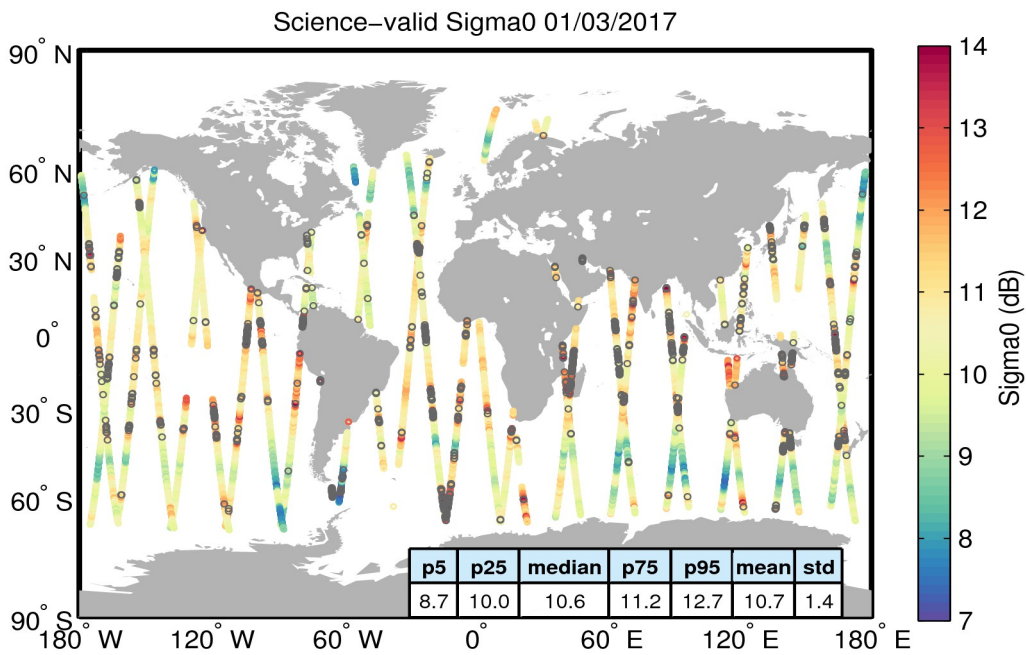 Science−valid Sigma0 01/03/2017
90° N
60° N
30° N
0°
30° S
60° S
90° S
180° W 120° W 60° W 0° 60° E 120° E 180° E
p5 p25 median p75 p95 mean std
8.7 10.0 10.6 11.2 12.7 10.7 1.4
14
13
12
11
10
9
8
7
Sigma0 (dB)